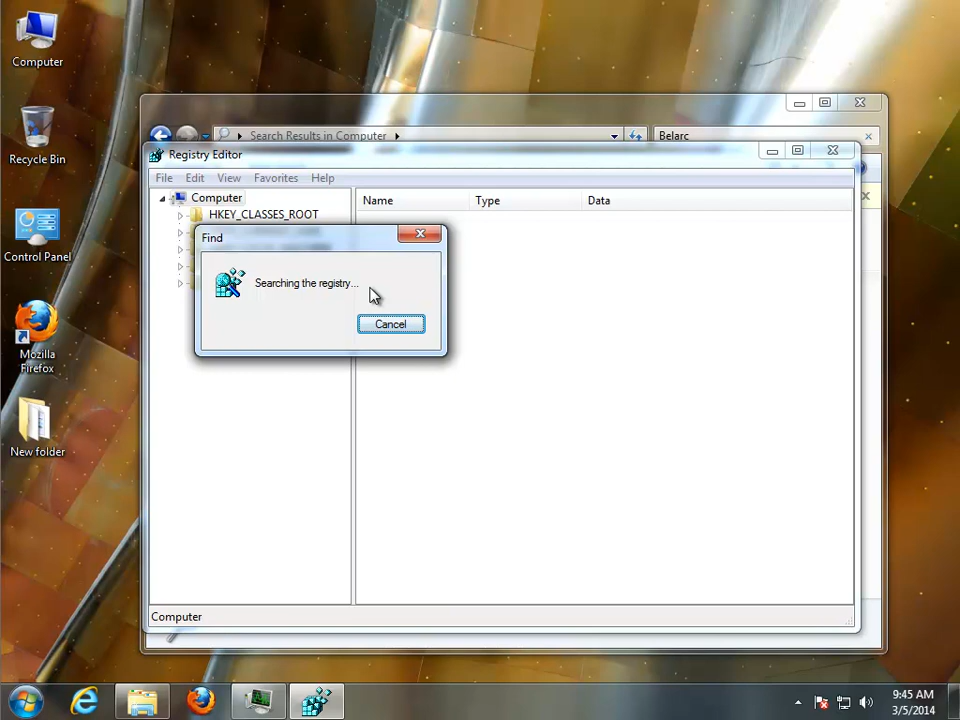 Computer
Recycle Bin
Control Panel
Mozilla
Firefox
New folder
Search Results in Computer
Belarc
Registry Editor
File Edit View Favorites Help
Computer
HKEY_CLASSES_ROOT
Name Type Data
Find
Searching the registry...
Cancel
Computer
9:45 AM
3/5/2014